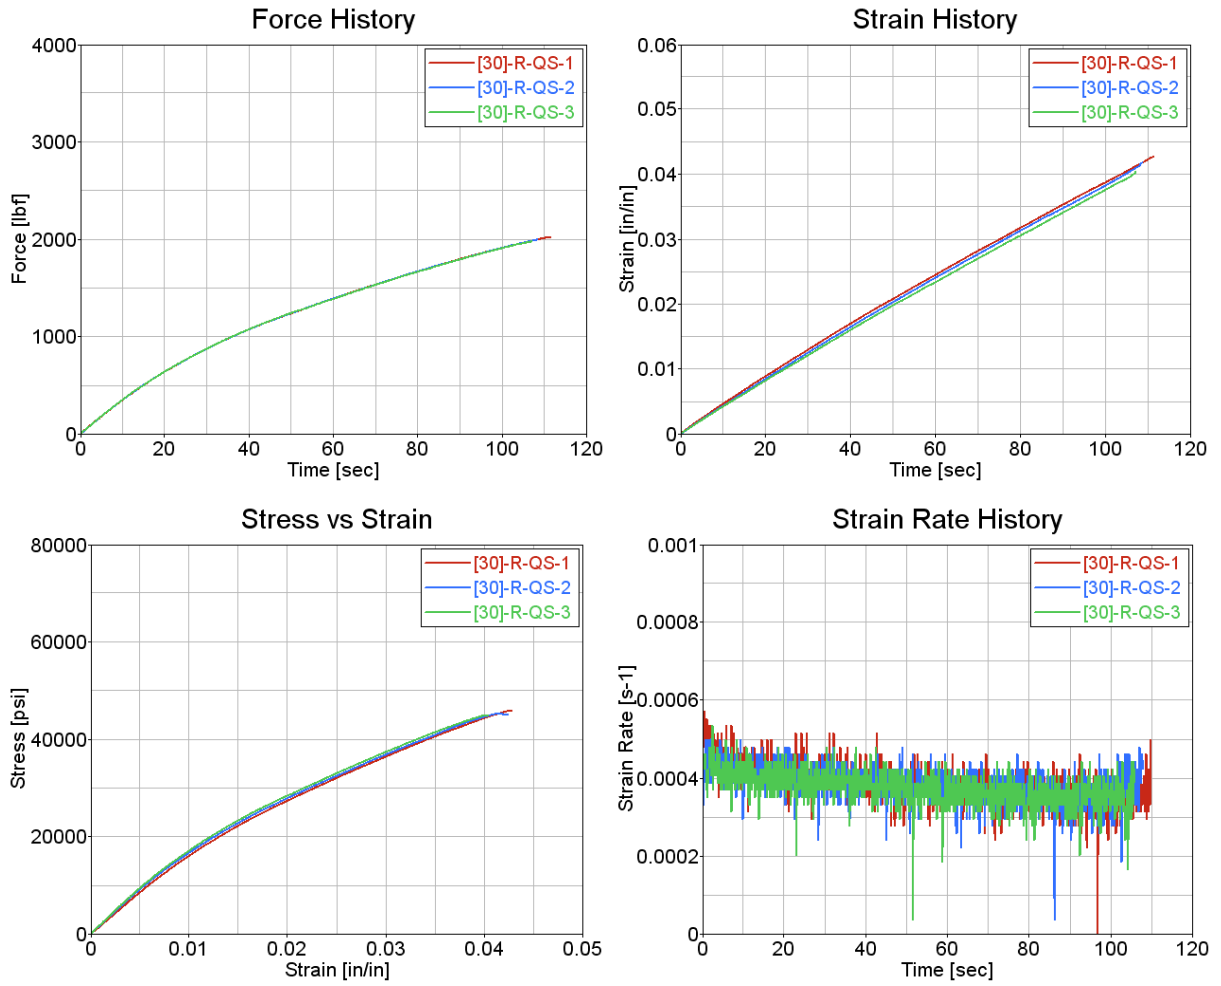 Force History
4000
3000
2000
1000
0
Force [lbf]
[30]-R-QS-1
[30]-R-QS-2
[30]-R-QS-3
0 20 40 60 80 100 120
Time [sec]
Strain History
0.06
0.05
0.04
0.03
0.02
0.01
0
Strain [in/in]
[30]-R-QS-1
[30]-R-QS-2
[30]-R-QS-3
0 20 40 60 80 100 120
Time [sec]
Stress vs Strain
80000
60000
40000
20000
0
Stress [psi]
[30]-R-QS-1
[30]-R-QS-2
[30]-R-QS-3
0 0.01 0.02 0.03 0.04 0.05
Strain [in/in]
Strain Rate History
0.001
0.0008
0.0006
0.0004
0.0002
0
Strain Rate [s-1]
[30]-R-QS-1
[30]-R-QS-2
[30]-R-QS-3
0 20 40 60 80 100 120
Time [sec]